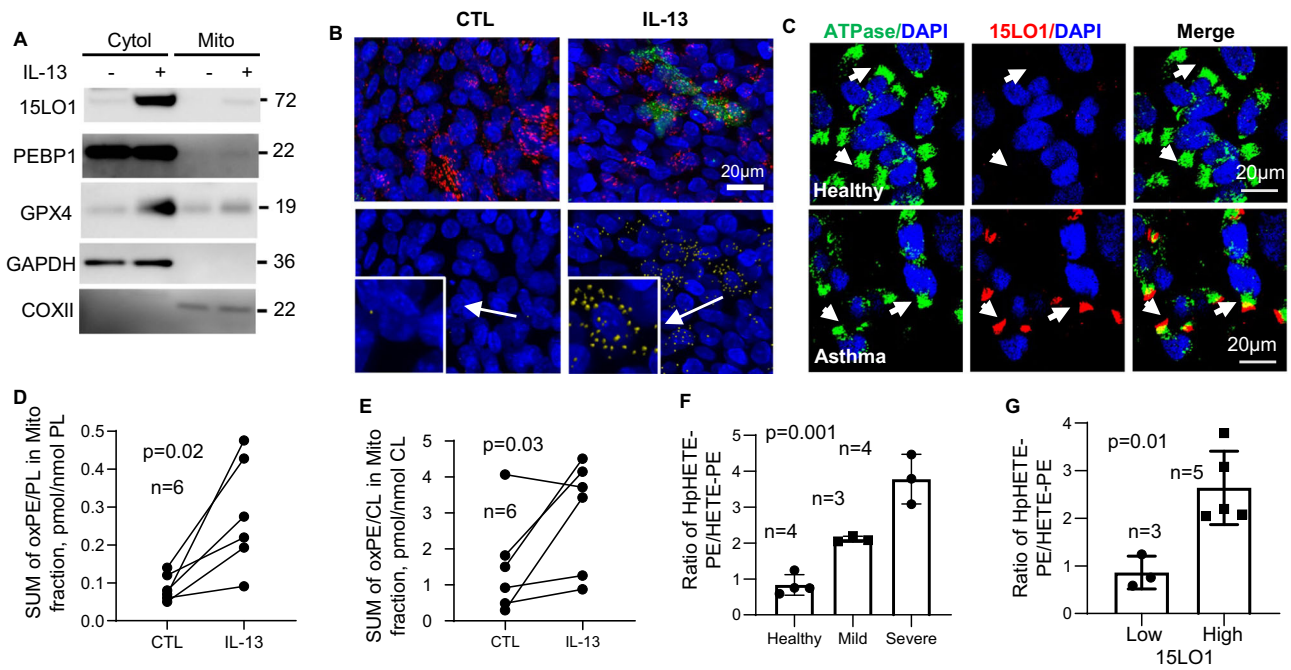 A
Cytol Mito
IL-13 - + - +
15LO1 72
PEBP1 22
GPX4 19
GAPDH 36
COXII 22
B
CTL IL-13
20μm
C
ATPase/DAPI 15LO1/DAPI Merge
Healthy
20μm
Asthma
20μm
D
SUM of oxPE/PL in Mito
fraction, pmol/nmol PL
0.5
0.4
0.3
0.2
0.1
0.0
p=0.02
n=6
CTL IL-13
E
SUM of oxPE/CL in Mito
fraction, pmol/nmol CL
5
4
3
2
1
0
p=0.03
n=6
CTL IL-13
F
Ratio of HpHETE-
PE/HETE-PE
5
4
3
2
1
0
p=0.001
n=4
n=3
n=4
Healthy Mild Severe
G
Ratio of HpHETE-
PE/HETE-PE
4
3
2
1
0
p=0.01
n=5
n=3
Low High
15LO1